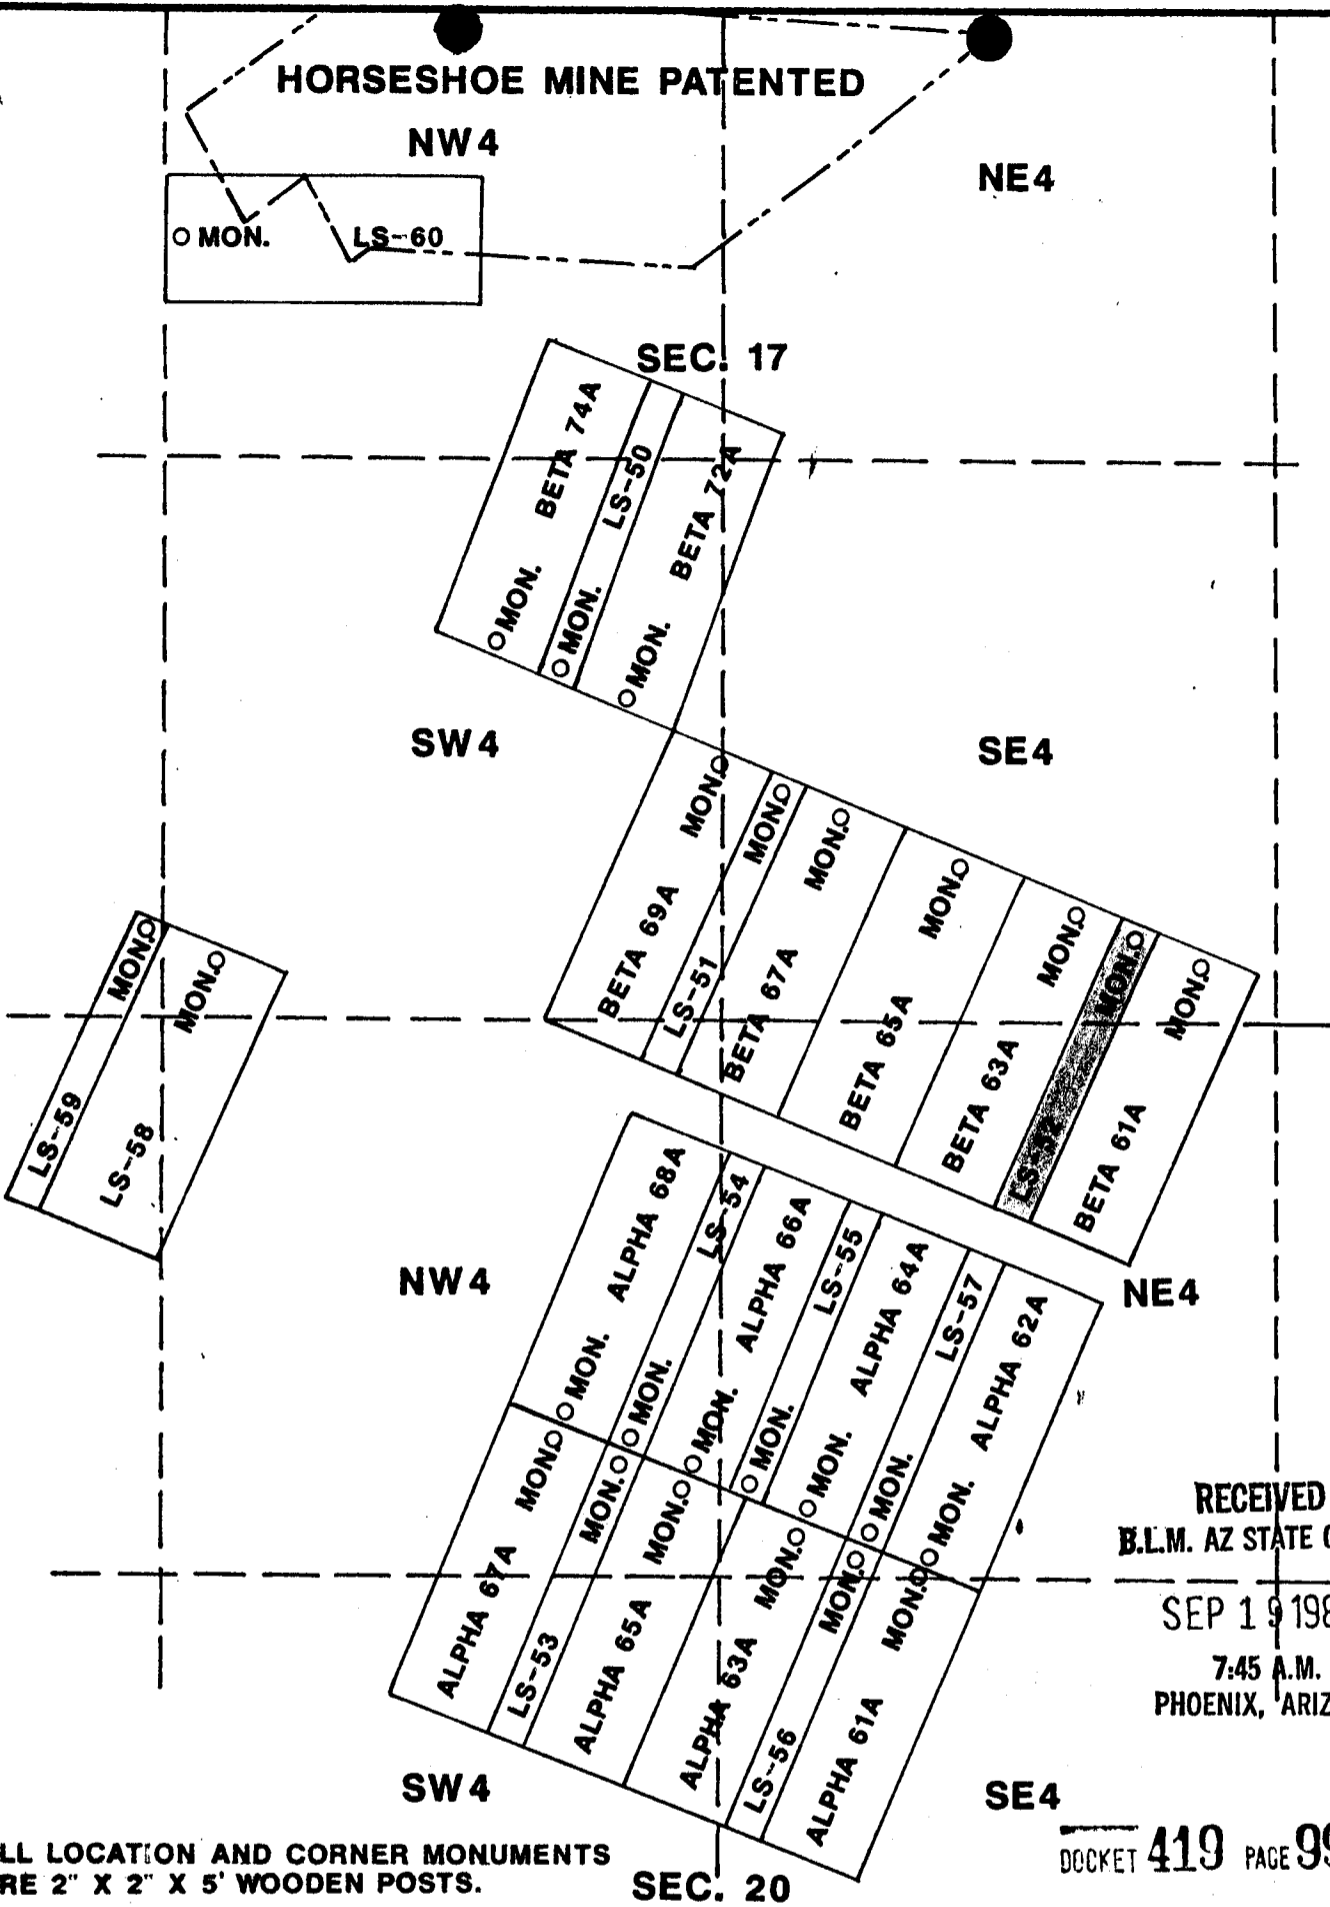 HORSESHOE MINE PATENTED
NW4
NE4
MON. LS-60
SEC. 17
MON. BETA 74A
MON. LS-50
MON. BETA 72A
SW4
SE4
BETA 69A MON.
LS-51 MON.
BETA 67A MON.
BETA 65A MON.
BETA 63A MON.
LS-52 MON.
BETA 61A MON.
LS-59 MON.
LS-58 MON.
NW4
NE4
MON. ALPHA 68A
MON. LS-54
MON. ALPHA 66A
MON. LS-55
MON. ALPHA 64A
MON. LS-57
MON. ALPHA 62A
ALPHA 67A MON.
LS-53 MON.
ALPHA 65A MON.
ALPHA 63A MON.
LS-56 MON.
ALPHA 61A MON.
RECEIVED
B.L.M. AZ STATE
SEP 19 198
7:45 A.M.
PHOENIX, ARIZ
SW4
SE4
LL LOCATION AND CORNER MONUMENTS
RE 2" X 2" X 5' WOODEN POSTS.
SEC. 20
DOCKET 419 PAGE 99